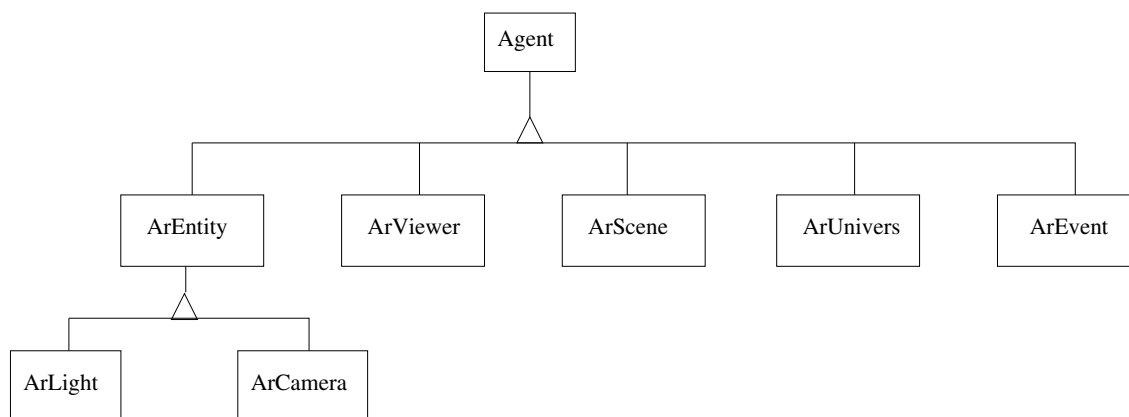 Agent
ArEntity
ArViewer
ArScene
ArUnivers
ArEvent
ArLight
ArCamera